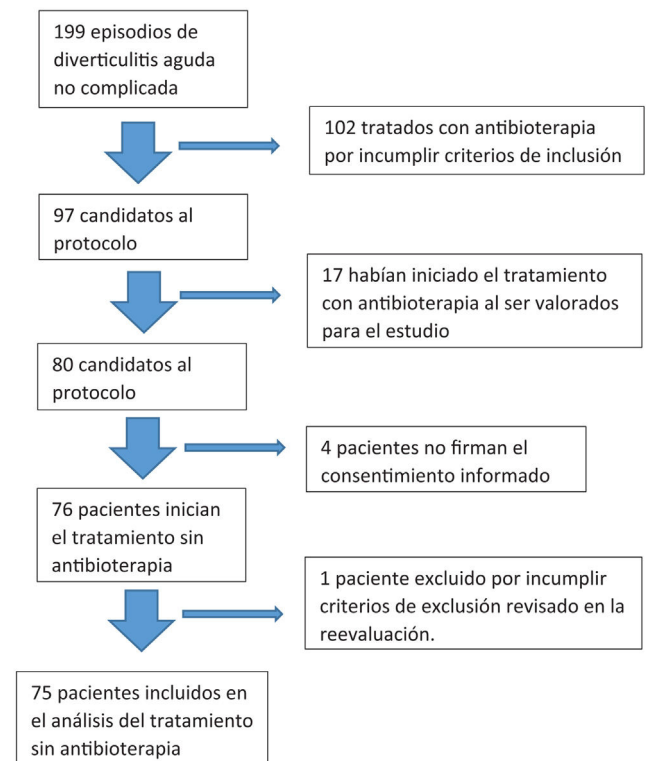 199 episodios de
diverticulitis aguda
no complicada
102 tratados con antibioterapia
por incumplir criterios de inclusión
97 candidatos al
protocolo
17 habían iniciado el tratamiento
con antibioterapia al ser valorados
para el estudio
80 candidatos al
protocolo
4 pacientes no firman el
consentimiento informado
76 pacientes inician
el tratamiento sin
antibioterapia
1 paciente excluido por incumplir
criterios de exclusión revisado en la
reevaluación.
75 pacientes incluidos en
el análisis del tratamiento
sin antibioterapia